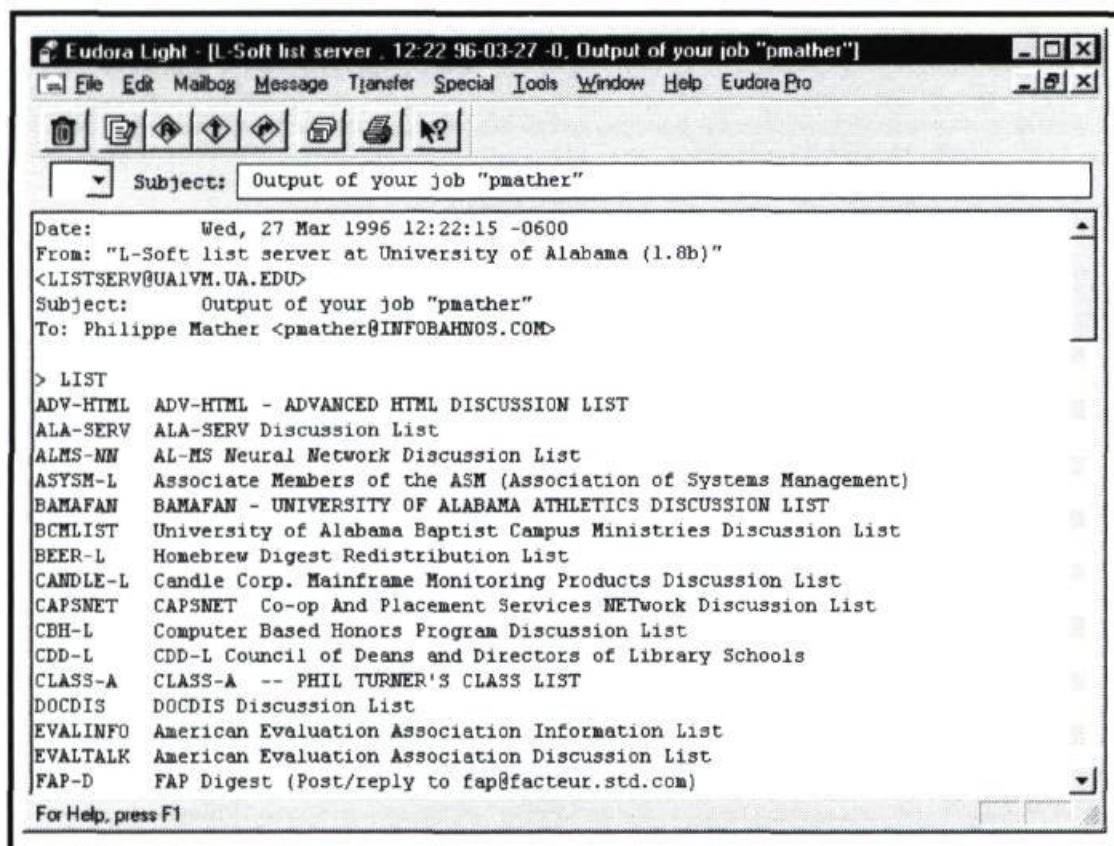 Eudora Light - [L-Soft list server , 12:22 96-03-27 -0, Output of your job "pmather"]
File Edit Mailbox Message Transfer Special Tools Window Help Eudora Pro
Subject: Output of your job "pmather"
Date: Wed, 27 Mar 1996 12:22:15 -0600
From: "L-Soft list server at University of Alabama (1.8b)"
<LISTSERV@UA1VM.UA.EDU>
Subject: Output of your job "pmather"
To: Philippe Mather <pmather@INFOBAHNOS.COM>
> LIST
ADV-HTML ADV-HTML - ADVANCED HTML DISCUSSION LIST
ALA-SERV ALA-SERV Discussion List
ALMS-NN AL-MS Neural Network Discussion List
ASYSM-L Associate Members of the ASM (Association of Systems Management)
BAMAFAN BAMAFAN - UNIVERSITY OF ALABAMA ATHLETICS DISCUSSION LIST
BCMLIST University of Alabama Baptist Campus Ministries Discussion List
BEER-L Homebrew Digest Redistribution List
CANDLE-L Candle Corp. Mainframe Monitoring Products Discussion List
CAPSNET CAPSNET Co-op And Placement Services NETwork Discussion List
CBH-L Computer Based Honors Program Discussion List
CDD-L CDD-L Council of Deans and Directors of Library Schools
CLASS-A CLASS-A -- PHIL TURNER'S CLASS LIST
DOCDIS DOCDIS Discussion List
EVALINFO American Evaluation Association Information List
EVALTALK American Evaluation Association Discussion List
FAP-D FAP Digest (Post/reply to fap@facteur.std.com)
For Help, press F1